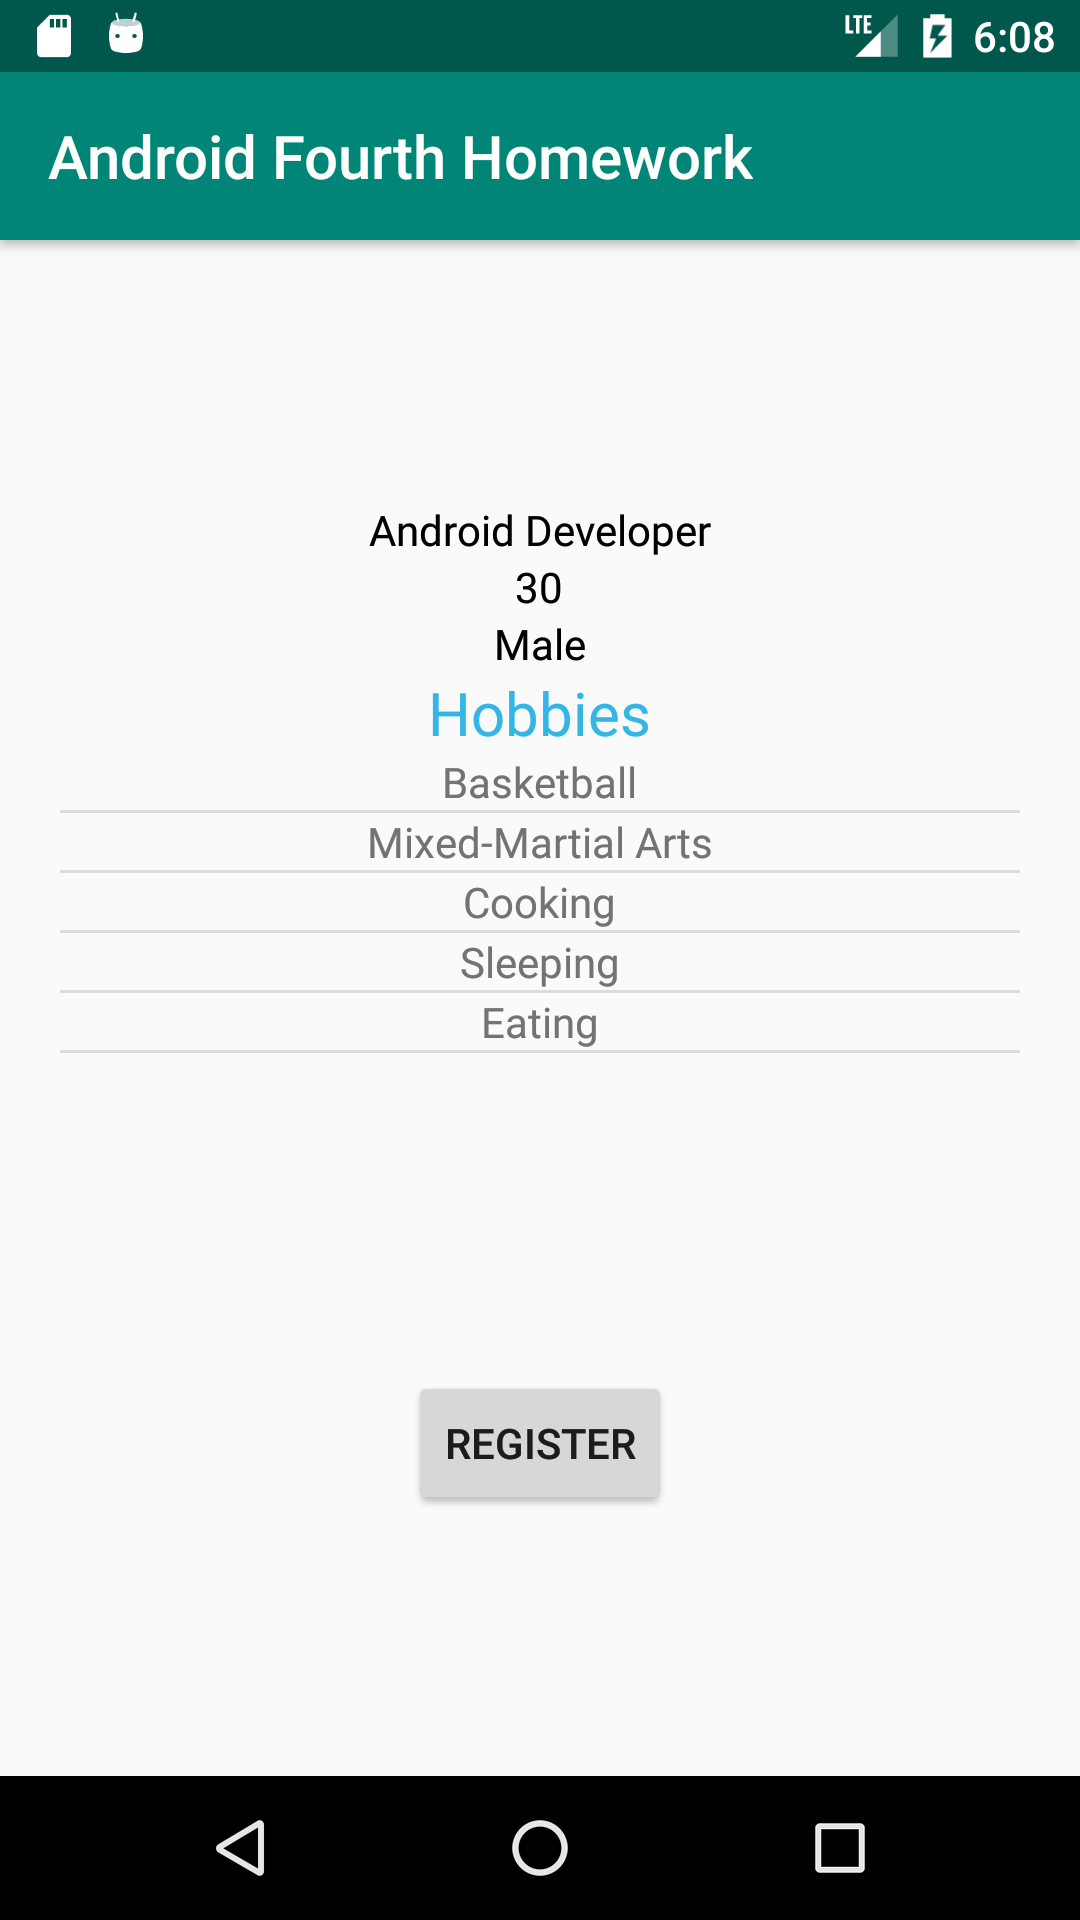 LTE 6:08
Android Fourth Homework
Android Developer
30
Male
Hobbies
Basketball
Mixed-Martial Arts
Cooking
Sleeping
Eating
REGISTER